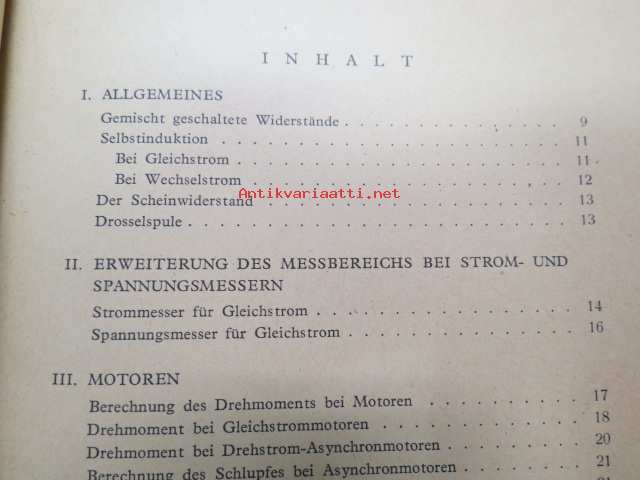 INHALT
I. ALLGEMEINES
Gemischt geschaltete Widerstände . . . . . . . . . . . . 9
Selbstinduktion . . . . . . . . . . . . . . . . . . 11
Bei Gleichstrom . . . . . . . . . . . . . . . . . 11
Bei Wechselstrom . . . . . . . . . . . . . . . . 12
Antikvariaatti.net
Der Scheinwiderstand . . . . . . . . . . . . . . . . 13
Drosselspule . . . . . . . . . . . . . . . . . . . 13
II. ERWEITERUNG DES MESSBEREICHS BEI STROM- UND
SPANNUNGSMESSERN
Strommesser für Gleichstrom . . . . . . . . . . . . . 14
Spannungsmesser für Gleichstrom . . . . . . . . . . . 16
III. MOTOREN
Berechnung des Drehmoments bei Motoren . . . . . . . . 17
Drehmoment bei Gleichstrommotoren . . . . . . . . . . 18
Drehmoment bei Drehstrom-Asynchronmotoren . . . . . . . 20
Berechnung des Schlupfes bei Asynchronmotoren . . . . . . 21